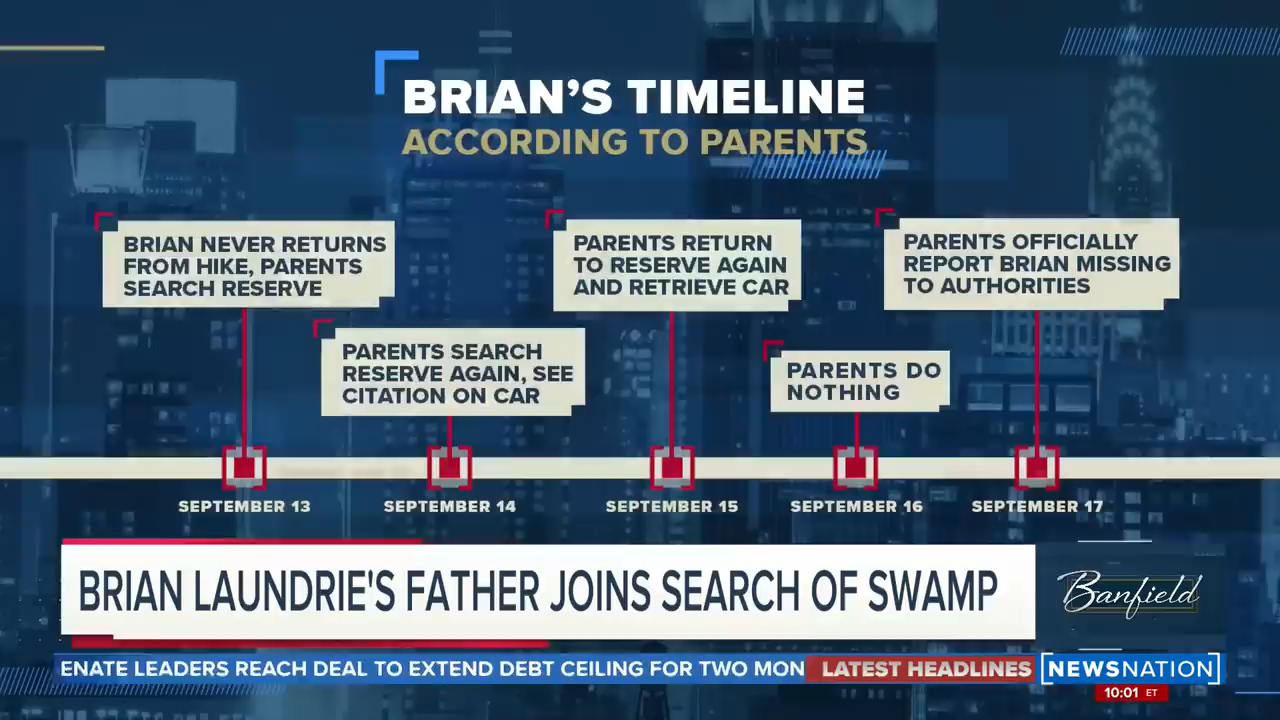 BRIAN'S TIMELINE
ACCORDING TO PARENTS
BRIAN NEVER RETURNS
FROM HIKE, PARENTS
SEARCH RESERVE
PARENTS SEARCH
RESERVE AGAIN, SEE
CITATION ON CAR
PARENTS RETURN
TO RESERVE AGAIN
AND RETRIEVE CAR
PARENTS DO
NOTHING
PARENTS OFFICIALLY
REPORT BRIAN MISSING
TO AUTHORITIES
SEPTEMBER 13
SEPTEMBER 14
SEPTEMBER 15
SEPTEMBER 16
SEPTEMBER 17
BRIAN LAUNDRIE'S FATHER JOINS SEARCH OF SWAMP
Banfield
ENATE LEADERS REACH DEAL TO EXTEND DEBT CEILING FOR TWO MON
LATEST HEADLINES
NEWSNATION
10:01 ET